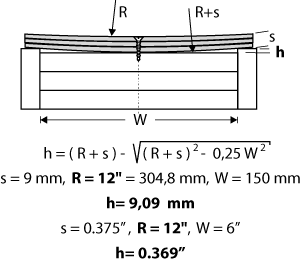 R
R+s
s
h
W
h = ( R + s ) - √( R + s )² - 0,25 W²
s = 9 mm, R = 12" = 304,8 mm, W = 150 mm
h= 9,09 mm
s = 0.375”, R = 12", W = 6”
h= 0.369”